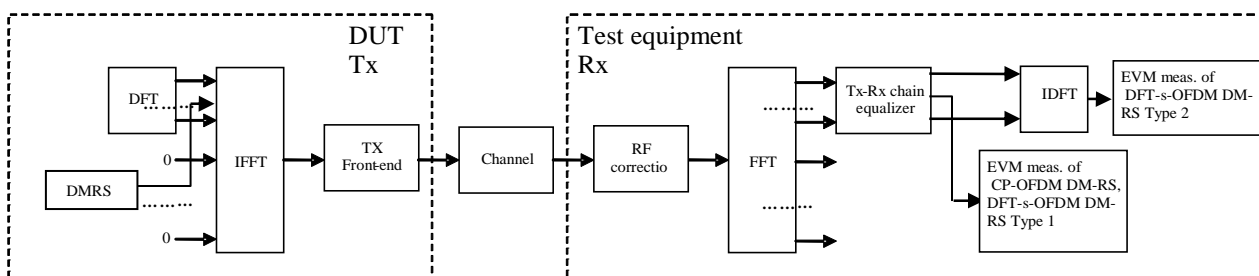 DUT
Tx
Test equipment
Rx
DFT
………
IFFT
0
DMRS
………
0
TX
Front-end
Channel
RF
correctio
FFT
………
………
Tx-Rx chain
equalizer
IDFT
EVM meas. of
DFT-s-OFDM DM-
RS Type 2
EVM meas. of
CP-OFDM DM-RS,
DFT-s-OFDM DM-
RS Type 1